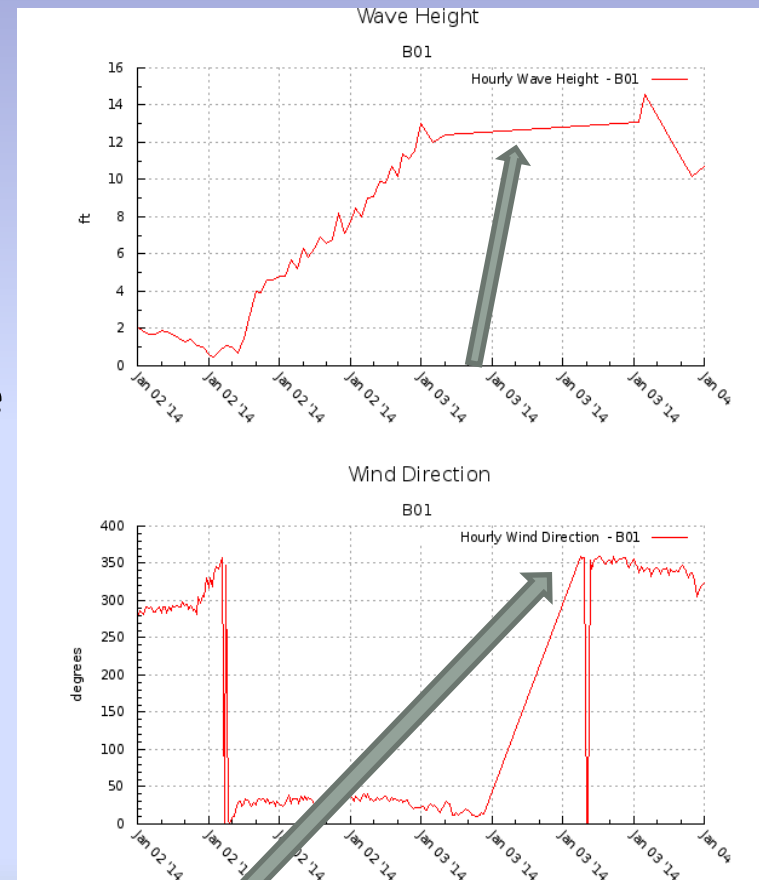 Wave Height
B01
Hourly Wave Height - B01
16
14
12
10
8
6
4
2
0
ft
Jan 02 '14
Jan 02 '14
Jan 02 '14
Jan 02 '14
Jan 03 '14
Jan 03 '14
Jan 03 '14
Jan 03 '14
Jan 04
e
Wind Direction
B01
Hourly Wind Direction - B01
400
350
300
250
200
150
100
50
0
degrees
Jan 02 '14
Jan 02 '14
Jan 02 '14
Jan 03 '14
Jan 03 '14
Jan 03 '14
Jan 03 '14
Jan 04